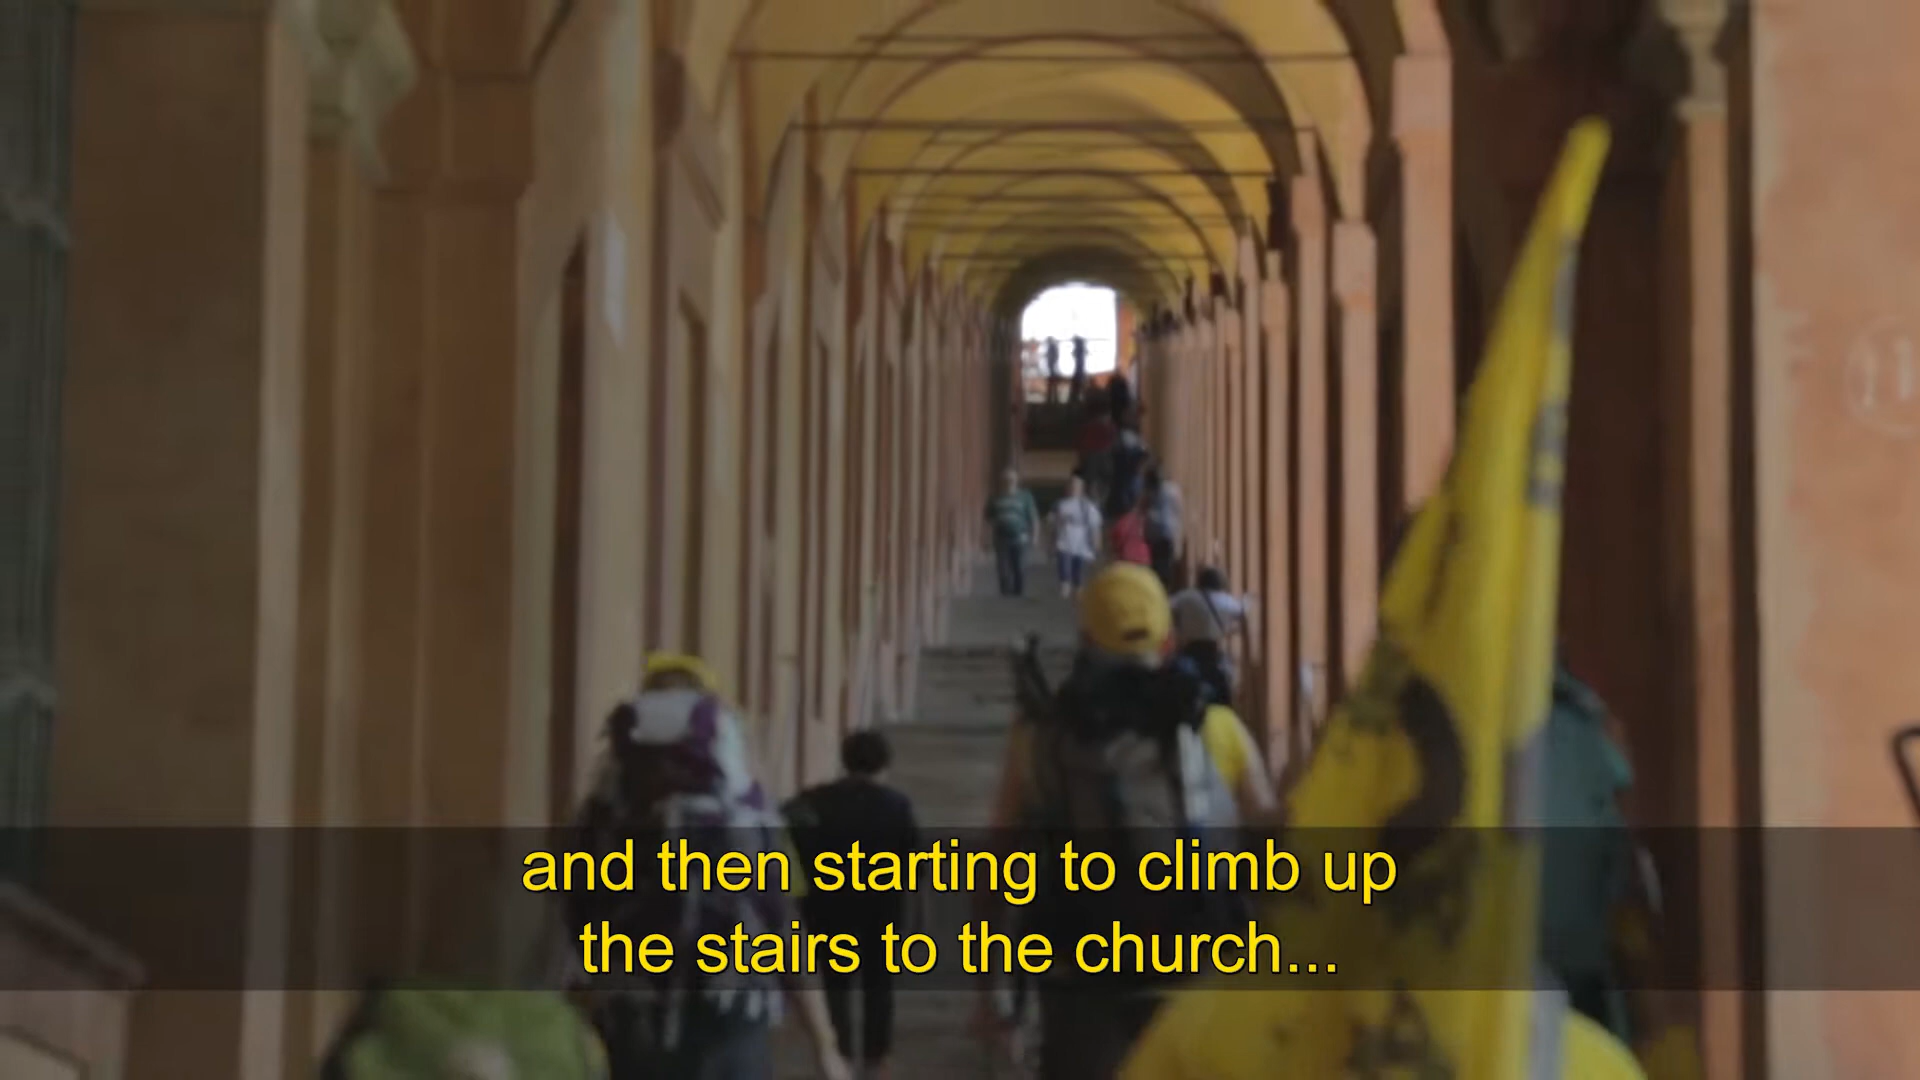 and then starting to climb up
the stairs to the church...